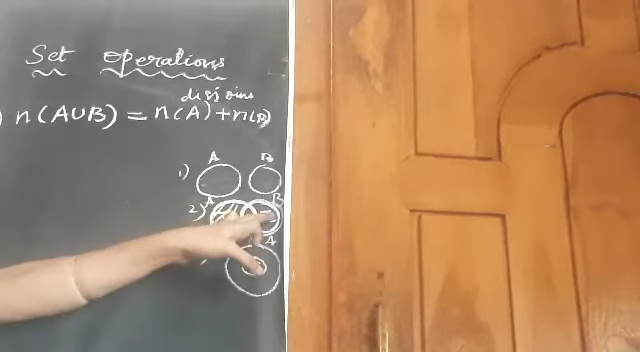 Set operations
disjoint
) n(AUB) = n(A) + n(B)
1) A B
2) A B
A